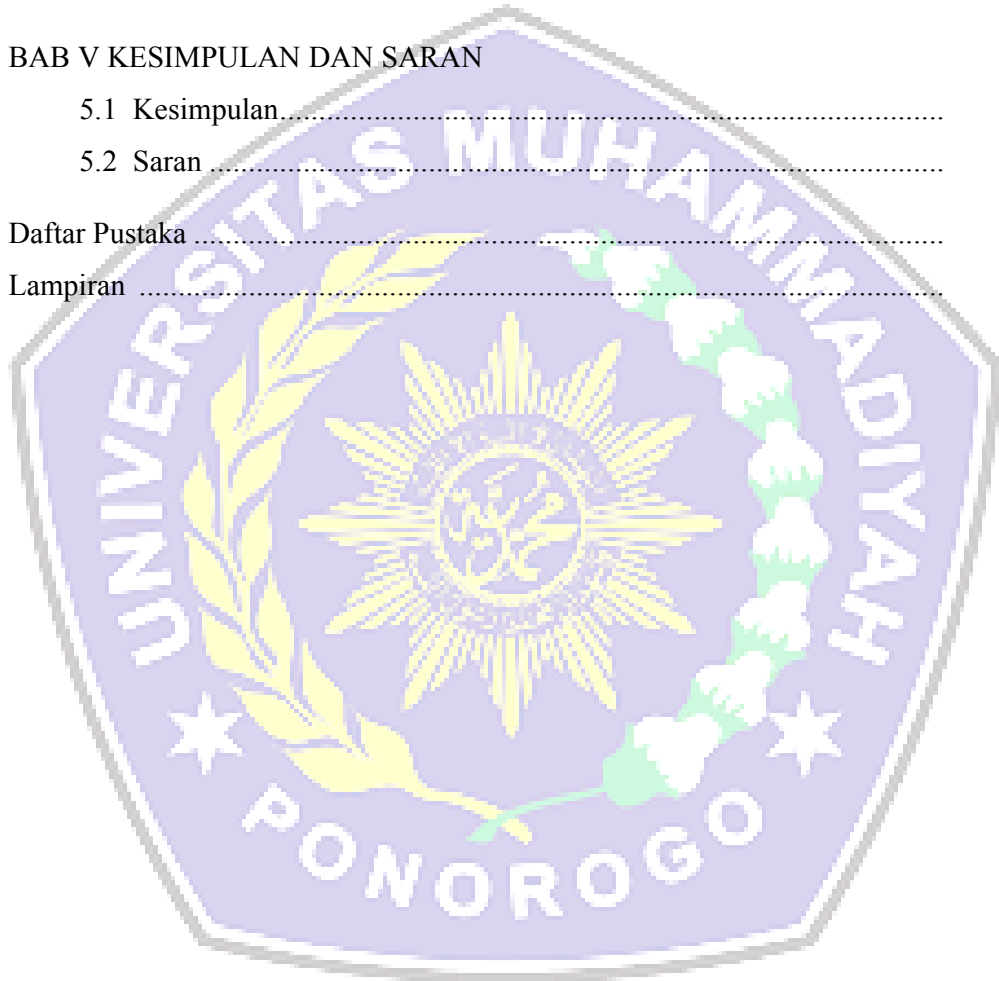 BAB V KESIMPULAN DAN SARAN
5.1 Kesimpulan..........................................................................................
5.2 Saran ..................................................................................................
Daftar Pustaka ....................................................................................................
Lampiran ...........................................................................................................
UNIVERSITAS MUHAMMADIYAH
PONOROGO